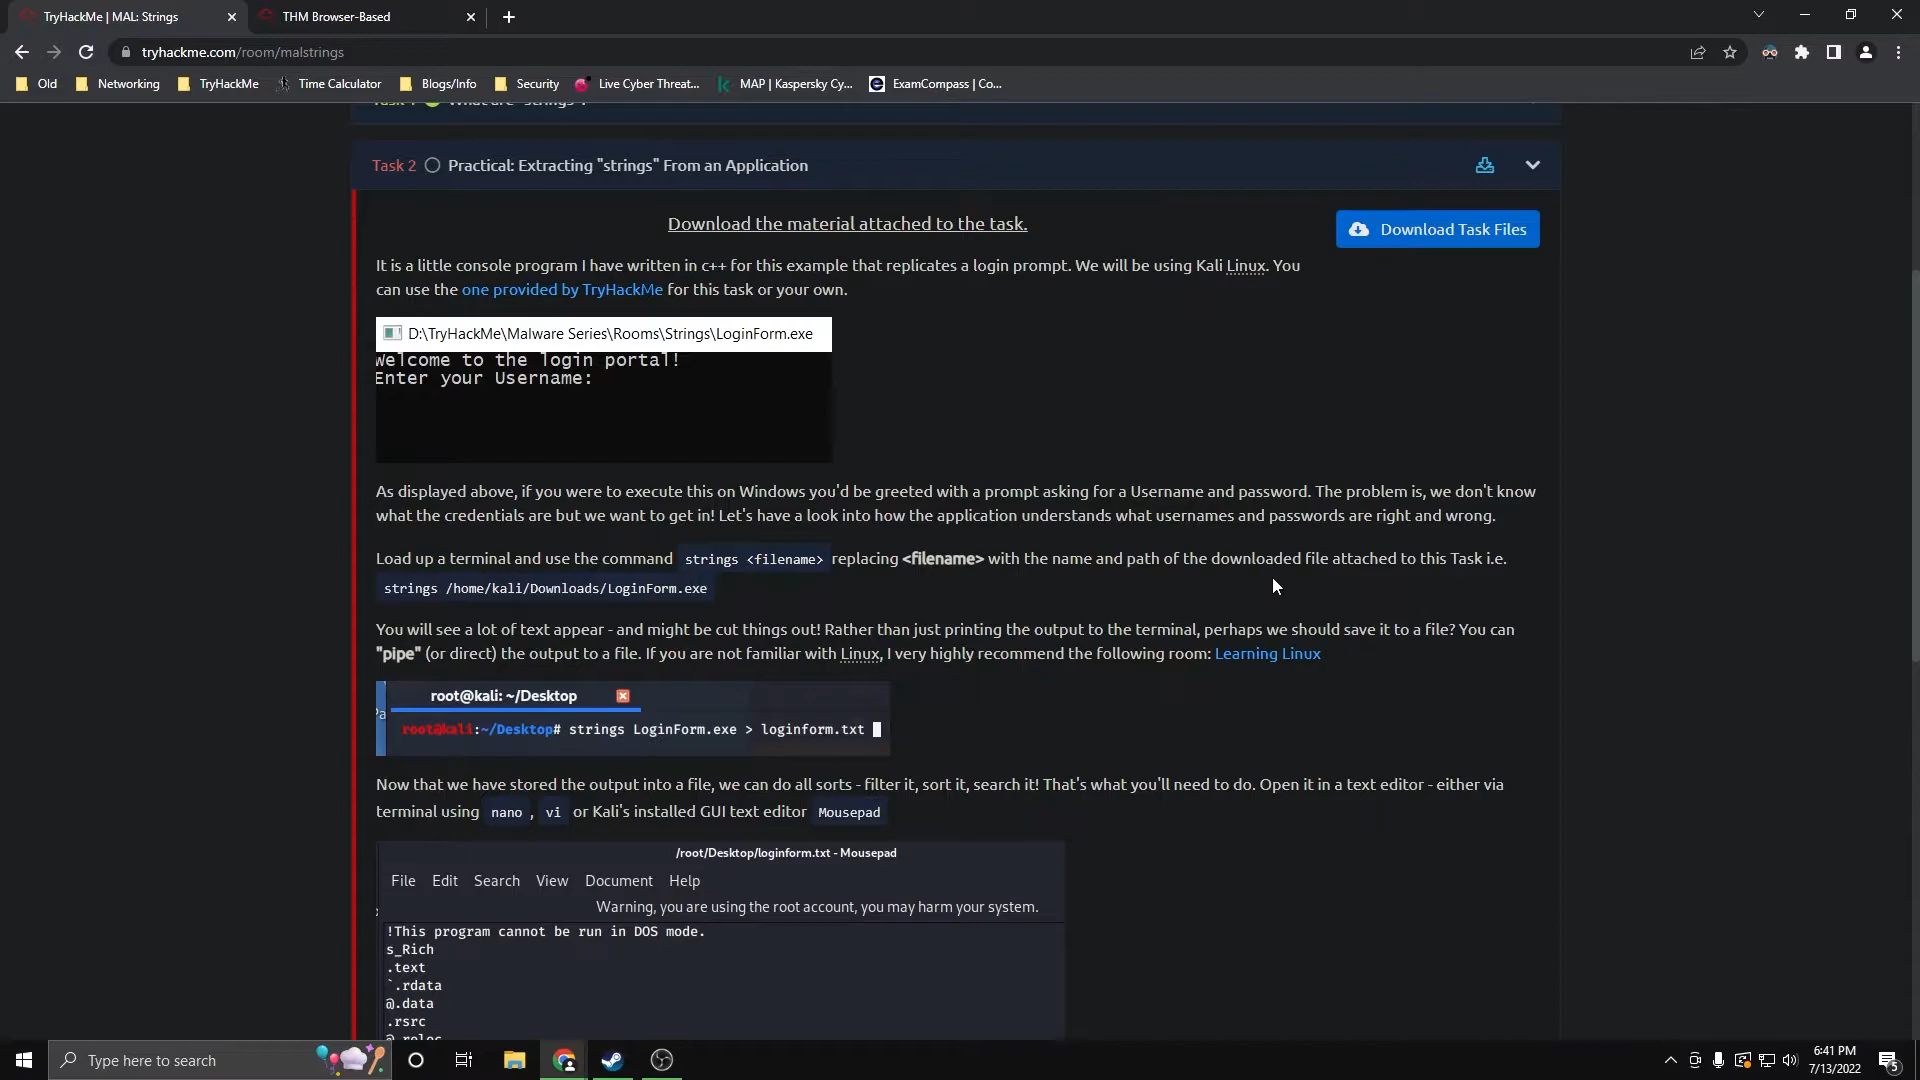 TryHackMe | MAL: Strings
THM Browser-Based
tryhackme.com/room/malstrings
Old
Networking
TryHackMe
Time Calculator
Blogs/Info
Security
Live Cyber Threat...
MAP | Kaspersky Cy...
ExamCompass | Co...
Task 2
Practical: Extracting "strings" From an Application
Download the material attached to the task.
Download Task Files
It is a little console program I have written in c++ for this example that replicates a login prompt. We will be using Kali Linux. You
can use the one provided by TryHackMe for this task or your own.
D:\TryHackMe\Malware Series\Rooms\Strings\LoginForm.exe
Welcome to the login portal!
Enter your Username:
As displayed above, if you were to execute this on Windows you'd be greeted with a prompt asking for a Username and password. The problem is, we don't know
what the credentials are but we want to get in! Let's have a look into how the application understands what usernames and passwords are right and wrong.
Load up a terminal and use the command strings <filename> replacing <filename> with the name and path of the downloaded file attached to this Task i.e.
strings /home/kali/Downloads/LoginForm.exe
You will see a lot of text appear - and might be cut things out! Rather than just printing the output to the terminal, perhaps we should save it to a file? You can
"pipe" (or direct) the output to a file. If you are not familiar with Linux, I very highly recommend the following room: Learning Linux
root@kali: ~/Desktop
root@kali:~/Desktop# strings LoginForm.exe > loginform.txt
Now that we have stored the output into a file, we can do all sorts - filter it, sort it, search it! That's what you'll need to do. Open it in a text editor - either via
terminal using nano , vi or Kali's installed GUI text editor Mousepad
/root/Desktop/loginform.txt - Mousepad
File Edit Search View Document Help
Warning, you are using the root account, you may harm your system.
!This program cannot be run in DOS mode.
s_Rich
.text
`.rdata
@.data
.rsrc
@.reloc
Type here to search
6:41 PM
7/13/2022
5